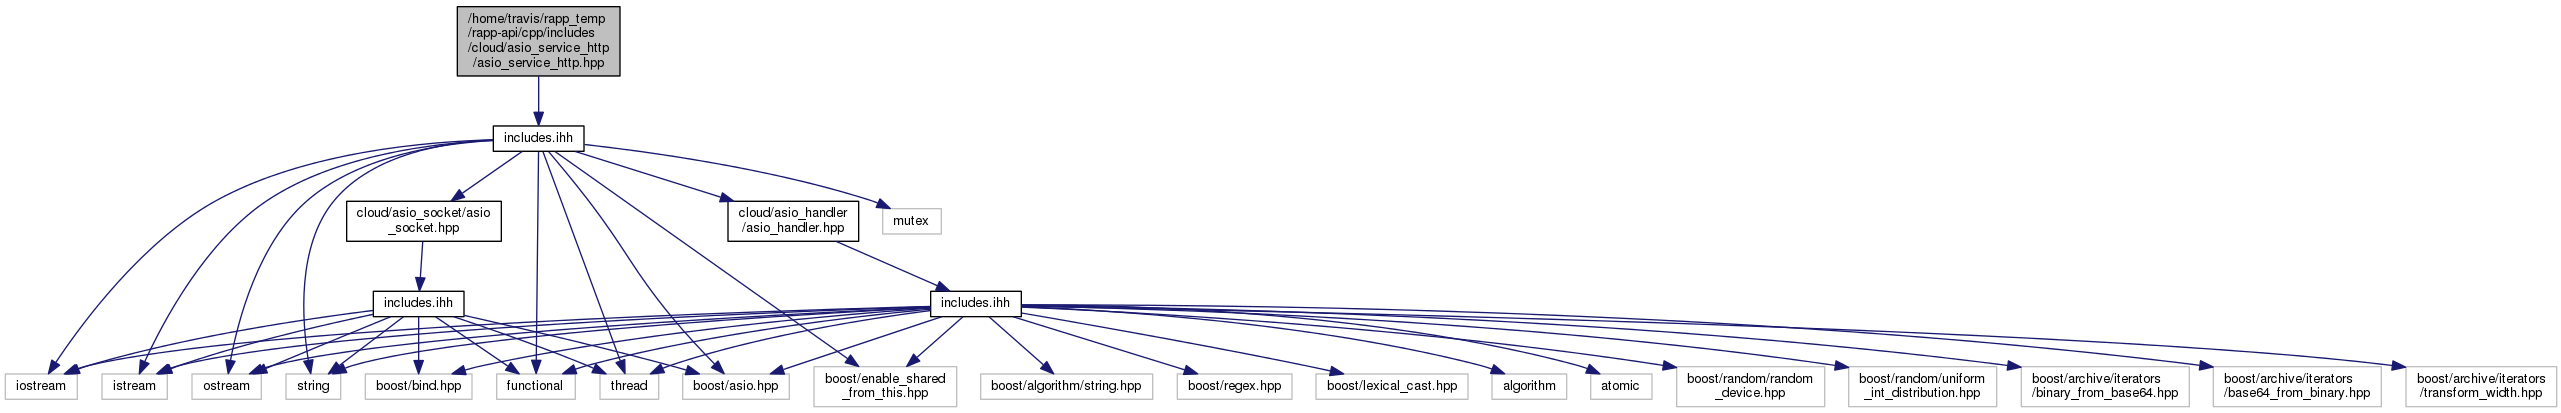 /home/travis/rapp_temp
/rapp-api/cpp/includes
/cloud/asio_service_http
/asio_service_http.hpp
includes.ihh
cloud/asio_socket/asio
_socket.hpp
cloud/asio_handler
/asio_handler.hpp
mutex
includes.ihh
includes.ihh
iostream
istream
ostream
string
boost/bind.hpp
functional
thread
boost/asio.hpp
boost/enable_shared
_from_this.hpp
boost/algorithm/string.hpp
boost/regex.hpp
boost/lexical_cast.hpp
algorithm
atomic
boost/random/random
_device.hpp
boost/random/uniform
_int_distribution.hpp
boost/archive/iterators
/binary_from_base64.hpp
boost/archive/iterators
/base64_from_binary.hpp
boost/archive/iterators
/transform_width.hpp